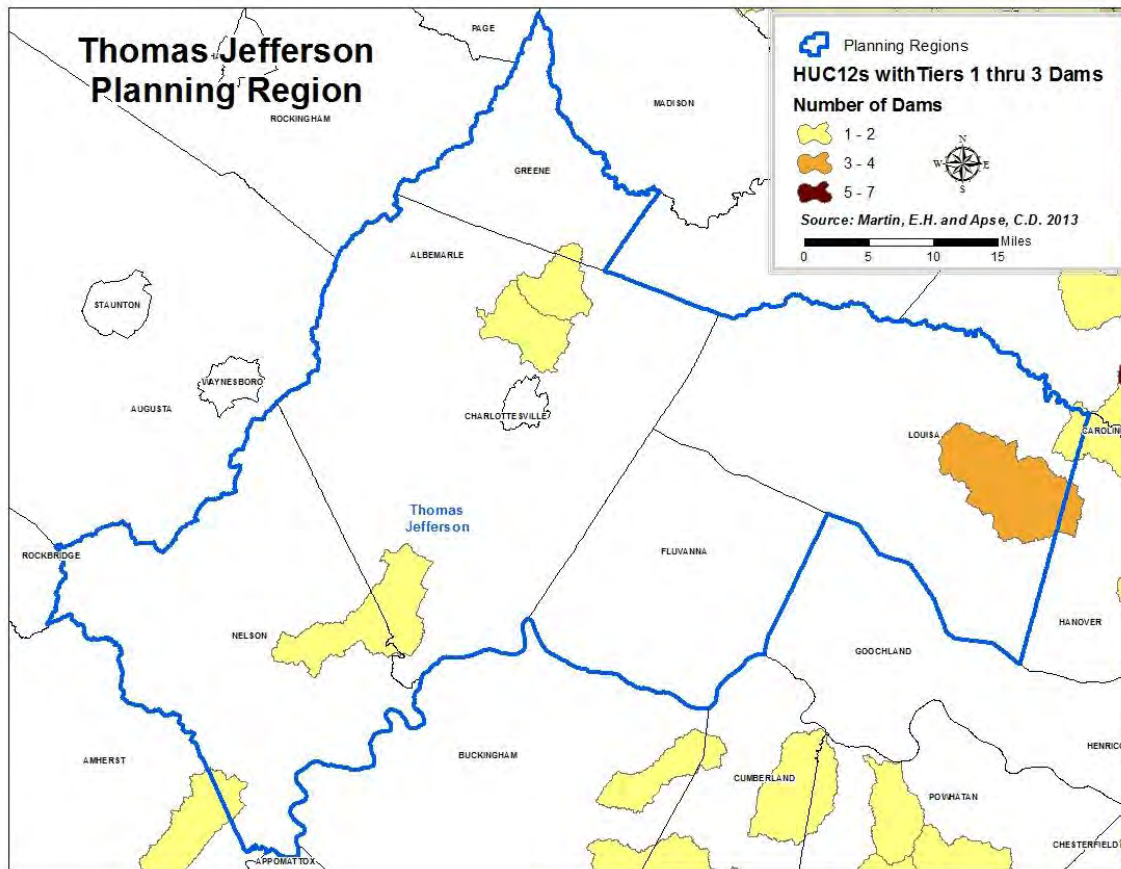 Thomas Jefferson
Planning Region
Planning Regions
HUC12s with Tiers 1 thru 3 Dams
Number of Dams
1 - 2
3 - 4
5 - 7
N
W E
S
Source: Martin, E.H. and Apse, C.D. 2013
Miles
0 5 10 15
PAGE
MADISON
ROCKINGHAM
GREENE
ALBEMARLE
STAUNTON
WAYNESBORO
AUGUSTA
CHARLOTTESVILLE
LOUISA
CAROLIN
Thomas
Jefferson
ROCKBRIDGE
FLUVANNA
NELSON
HANOVER
GOOCHLAND
AMHERST
BUCKINGHAM
HENRICO
CUMBERLAND
POWHATAN
CHESTERFIELD
APPOMATTOX